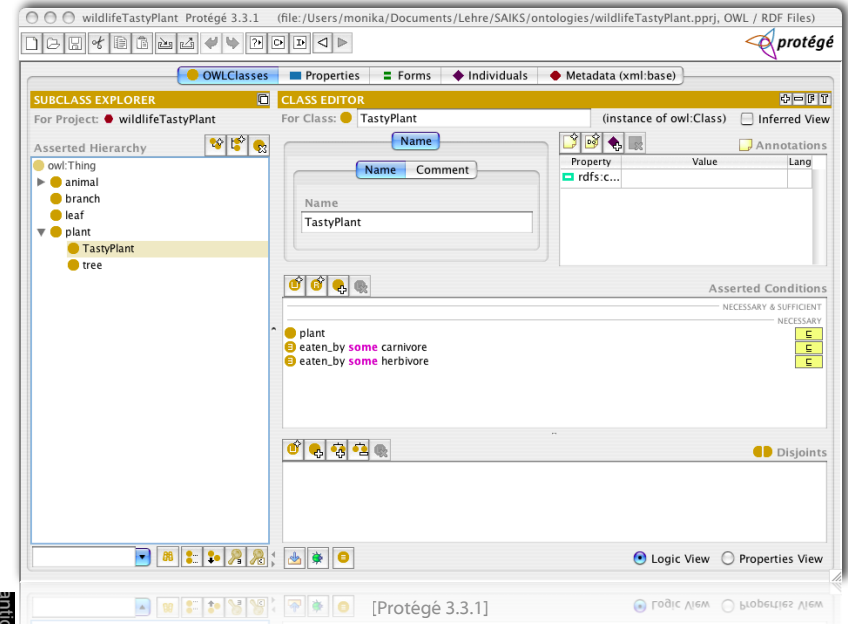 wildlifeTastyPlant Protégé 3.3.1 (file:/Users/monika/Documents/Lehre/SAIKS/ontologies/wildlifeTastyPlant.pprj, OWL / RDF Files)
protégé
OWLClasses Properties Forms Individuals Metadata (xml:base)
SUBCLASS EXPLORER
For Project: wildlifeTastyPlant
Asserted Hierarchy
owl:Thing
animal
branch
leaf
plant
TastyPlant
tree
CLASS EDITOR
For Class: TastyPlant (instance of owl:Class) Inferred View
Name
Name Comment
Name
TastyPlant
Annotations
Property Value Lang
rdfs:c...
Asserted Conditions
NECESSARY & SUFFICIENT
NECESSARY
plant
eaten_by some carnivore
eaten_by some herbivore
Disjoints
Logic View Properties View
[Protégé 3.3.1]
Logic View Properties View